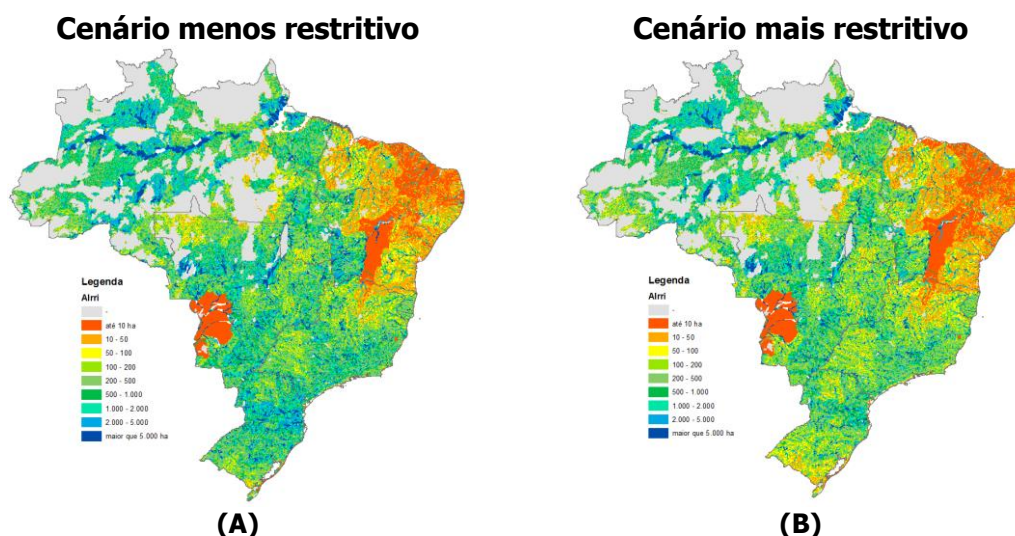 Cenário menos restritivo
Legenda
AIrri
-
até 10 ha
10 - 50
50 - 100
100 - 200
200 - 500
500 - 1.000
1.000 - 2.000
2.000 - 5.000
maior que 5.000 ha
(A)
Cenário mais restritivo
Legenda
AIrri
-
até 10 ha
10 - 50
50 - 100
100 - 200
200 - 500
500 - 1.000
1.000 - 2.000
2.000 - 5.000
maior que 5.000 ha
(B)